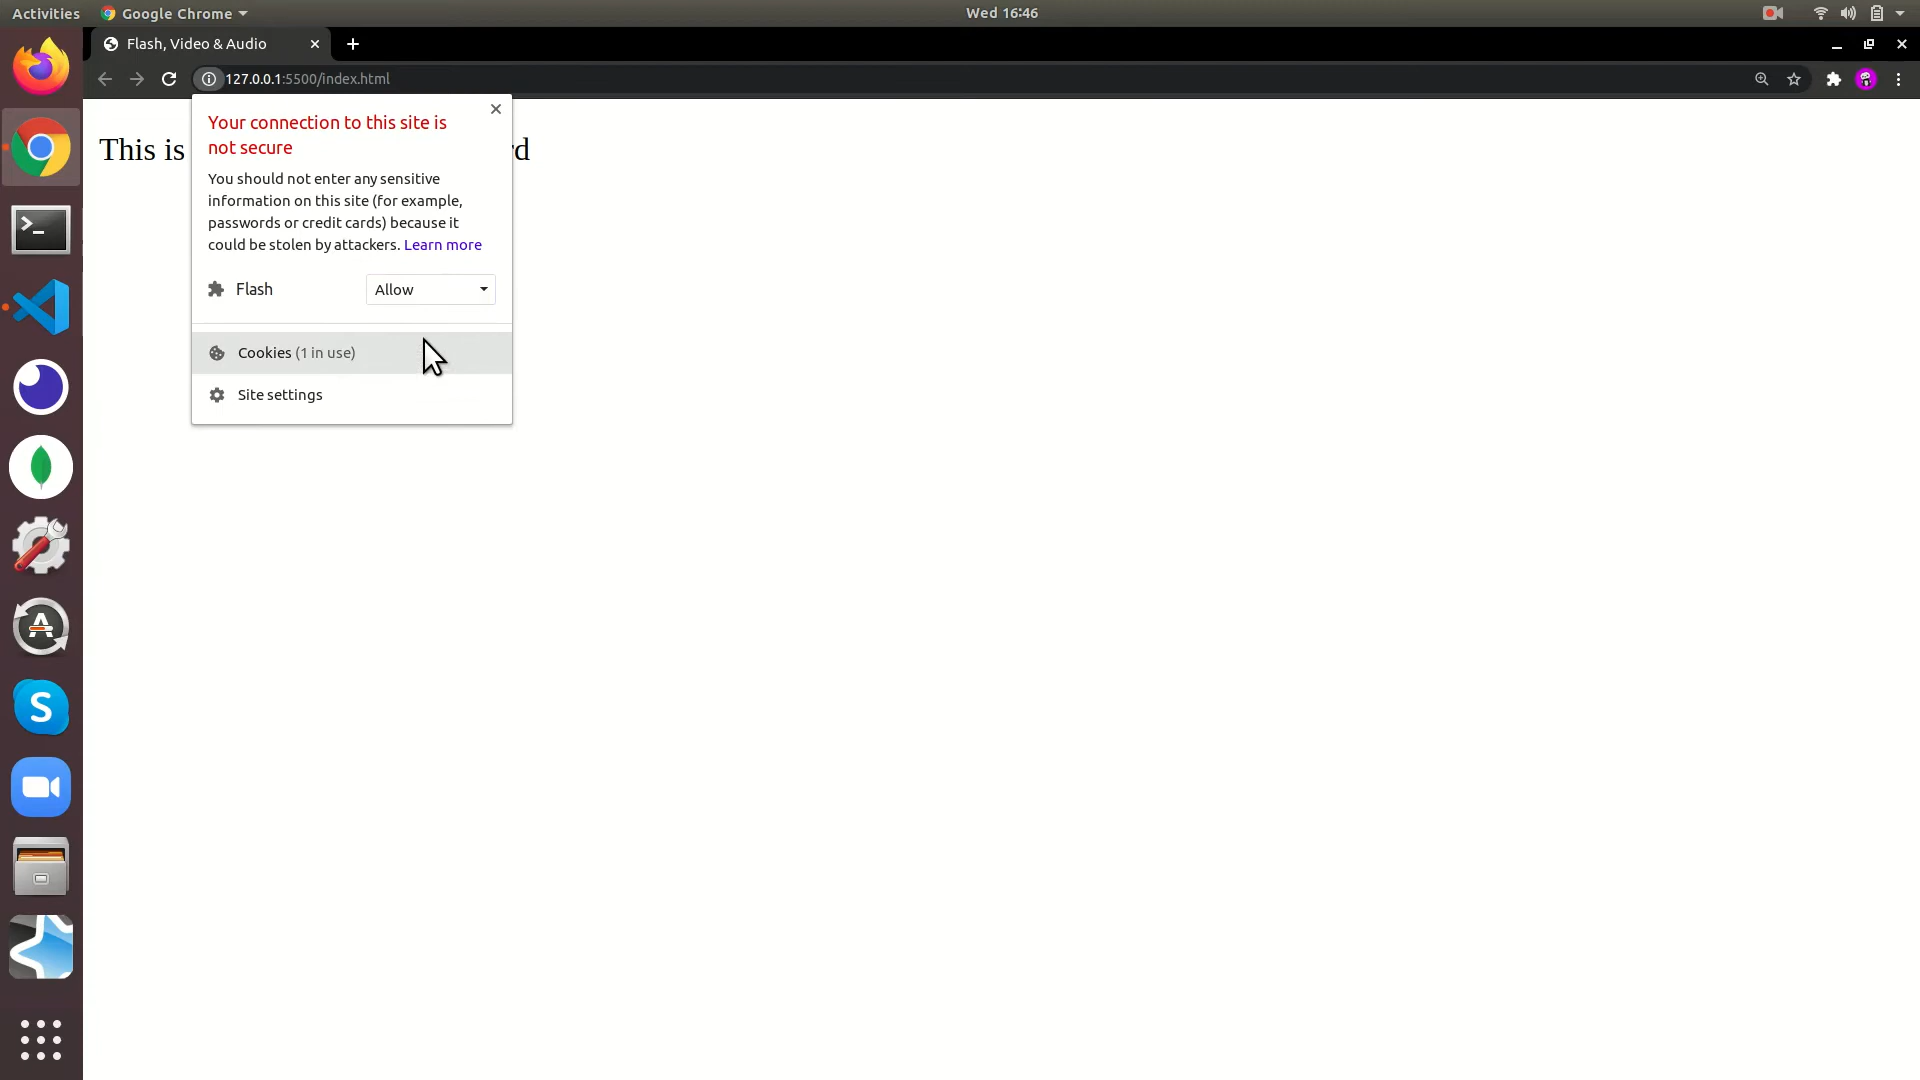 Activities
Google Chrome
Wed 16:46
Flash, Video & Audio
127.0.0.1:5500/index.html
Your connection to this site is
not secure
This is
rd
You should not enter any sensitive
information on this site (for example,
passwords or credit cards) because it
could be stolen by attackers. Learn more
Flash
Allow
Cookies (1 in use)
Site settings